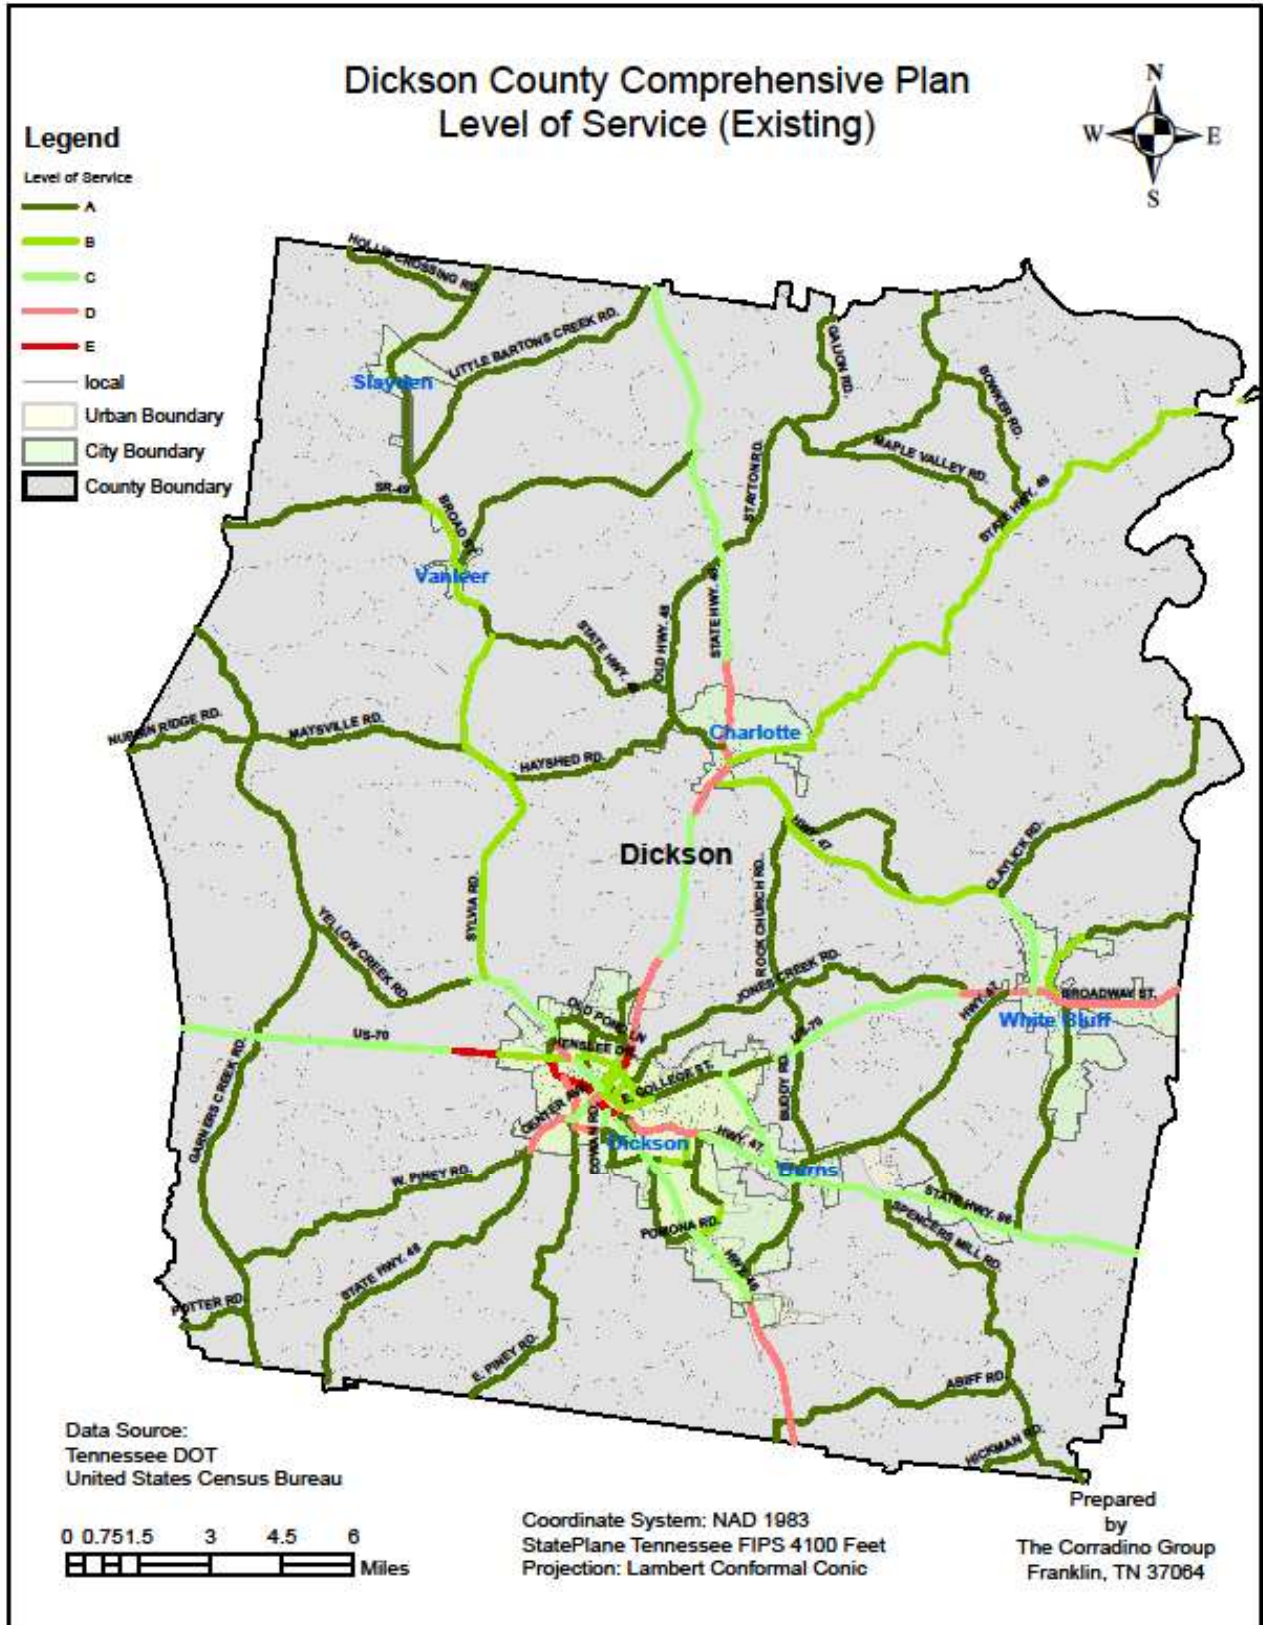 Dickson County Comprehensive Plan
Level of Service (Existing)
N
W
E
S
Legend
Level of Service
A
B
C
D
E
local
Urban Boundary
City Boundary
County Boundary
HOLLIS CROSSING RD.
LITTLE BARTONS CREEK RD.
Slayden
GALION RD.
BOWKER RD.
MAPLE VALLEY RD.
STAYTON RD.
SR-49
BROAD ST.
STATE HWY. 49
Vanleer
STATE HWY. 48
OLD HWY. 48
STATE HWY. 49
RIDGE RD.
MAYSVILLE RD.
Charlotte
HAYSHED RD.
HWY. 47
Dickson
CLAYLICK RD.
ROCK CHURCH RD.
SYLVIA RD.
YELLOW CREEK RD.
JONES CREEK RD.
OLD POND LN
HWY. 47
BROADWAY ST.
White Bluff
US-70
HENSLEE DR.
US-70
GARNERS CREEK RD.
E. COLLEGE ST.
BUDDY RD.
CENTER AVE.
COWAN RD.
Dickson
HWY. 47
Burns
W. PINEY RD.
STATE HWY. 96
SPENCERS MILL RD.
POMONA RD.
HWY 46
STATE HWY. 48
POTTER RD.
E. PINEY RD.
ABIFF RD.
HICKMAN RD.
Data Source:
Tennessee DOT
United States Census Bureau
0 0.75 1.5 3 4.5 6
Miles
Coordinate System: NAD 1983
StatePlane Tennessee FIPS 4100 Feet
Projection: Lambert Conformal Conic
Prepared
by
The Corradino Group
Franklin, TN 37064